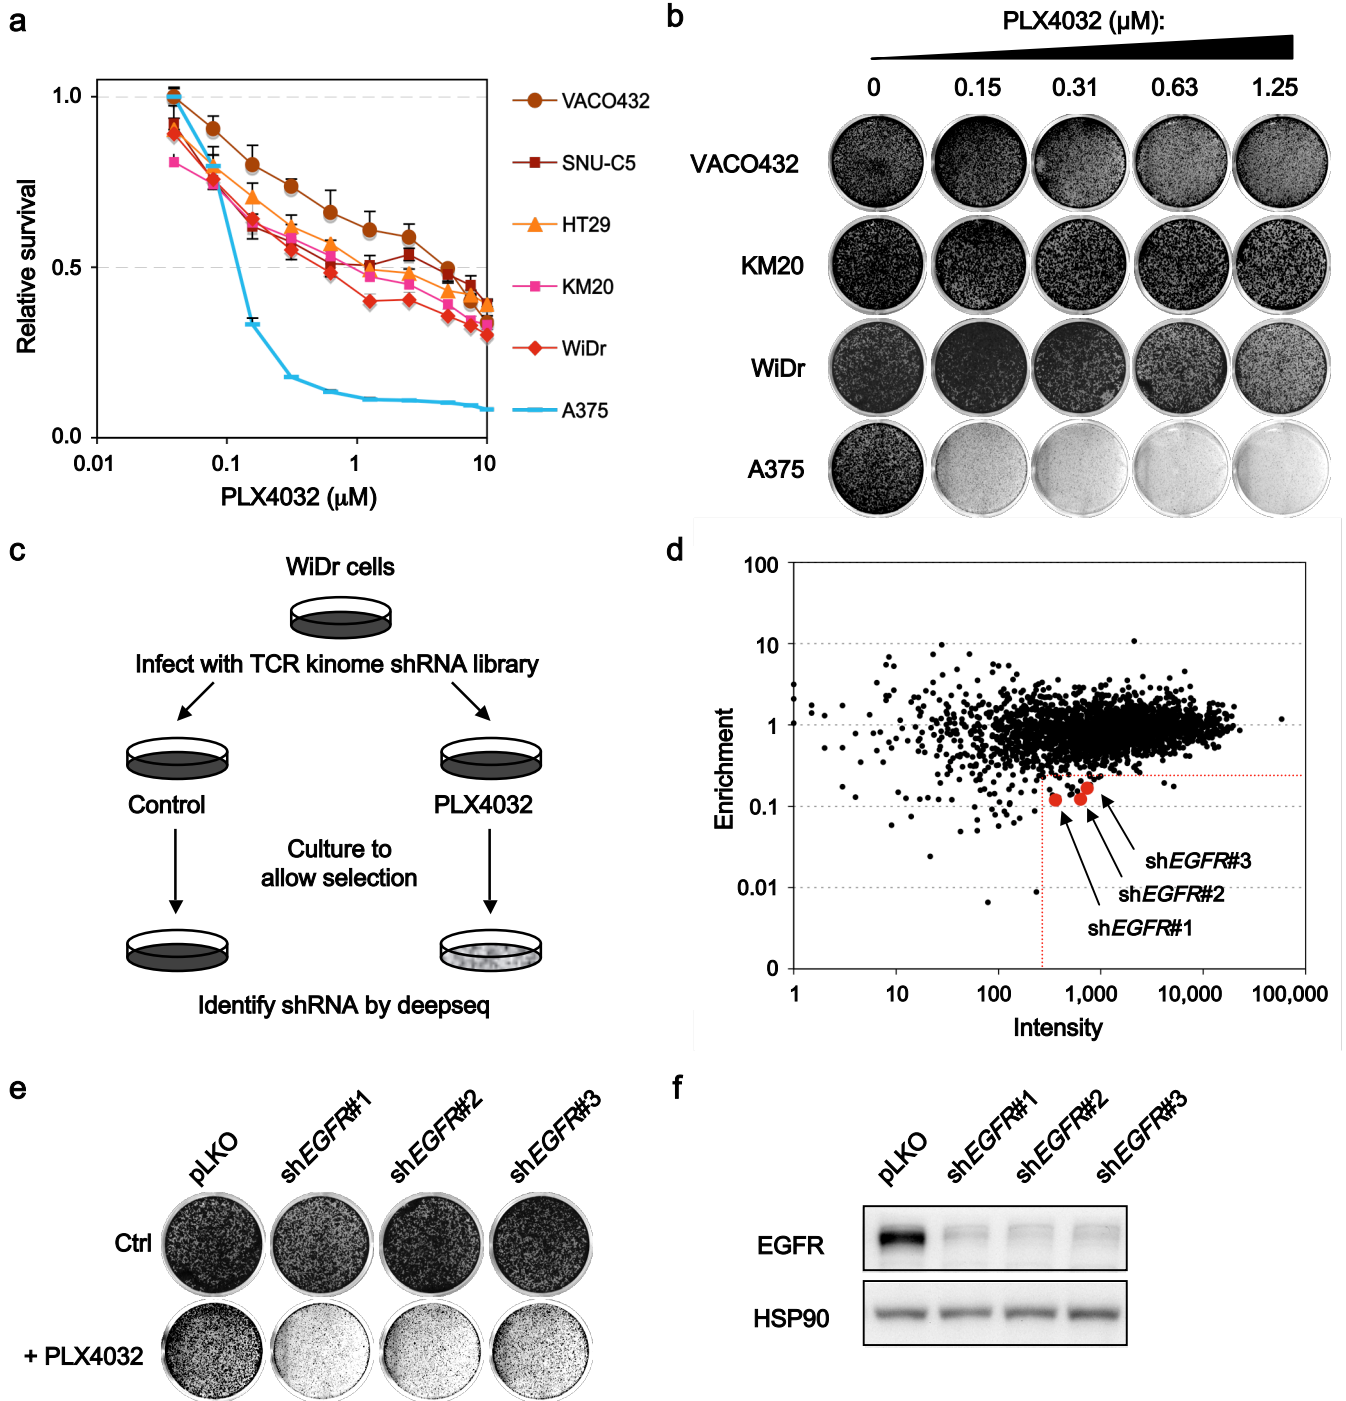 a
1.0
0.5
0.0
0.01
0.1
1
10
Relative survival
PLX4032 (μM)
VACO432
SNU-C5
HT29
KM20
WiDr
A375
b
PLX4032 (μM):
0 0.15 0.31 0.63 1.25
VACO432
KM20
WiDr
A375
c
WiDr cells
Infect with TCR kinome shRNA library
Control
PLX4032
Culture to
allow selection
Identify shRNA by deepseq
d
100
10
1
0.1
0.01
0
Enrichment
shEGFR#3
shEGFR#2
shEGFR#1
1 10 100 1,000 10,000 100,000
Intensity
e
pLKO
shEGFR#1
shEGFR#2
shEGFR#3
Ctrl
+ PLX4032
f
pLKO
shEGFR#1
shEGFR#2
shEGFR#3
EGFR
HSP90